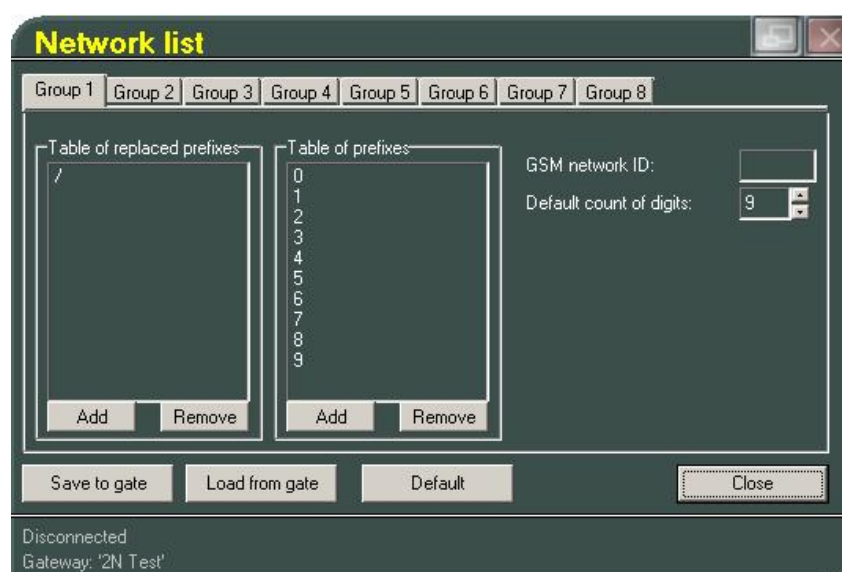 Network list
Group 1 Group 2 Group 3 Group 4 Group 5 Group 6 Group 7 Group 8
Table of replaced prefixes
/
Add Remove
Table of prefixes
0
1
2
3
4
5
6
7
8
9
Add Remove
GSM network ID:
Default count of digits: 9
Save to gate Load from gate Default Close
Disconnected
Gateway: '2N Test'